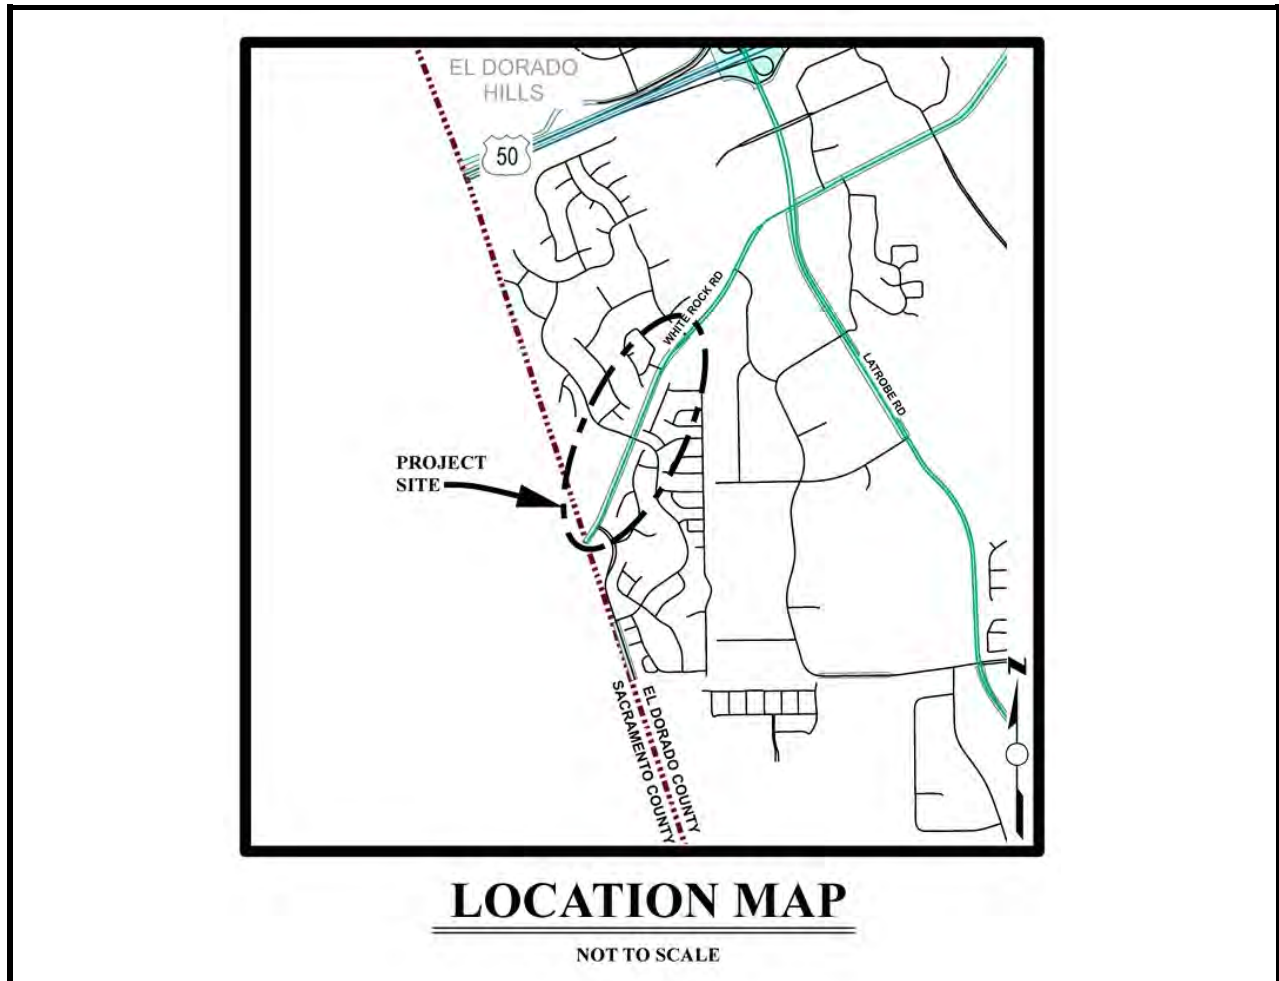 EL DORADO
HILLS
50
WHITE ROCK RD
LATROBE RD
PROJECT
SITE
N
EL DORADO COUNTY
SACRAMENTO COUNTY
LOCATION MAP
NOT TO SCALE